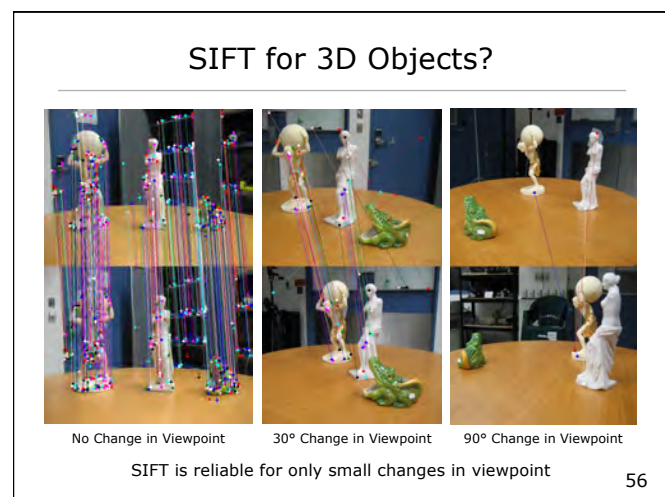 SIFT for 3D Objects?
No Change in Viewpoint
30° Change in Viewpoint
90° Change in Viewpoint
SIFT is reliable for only small changes in viewpoint
56